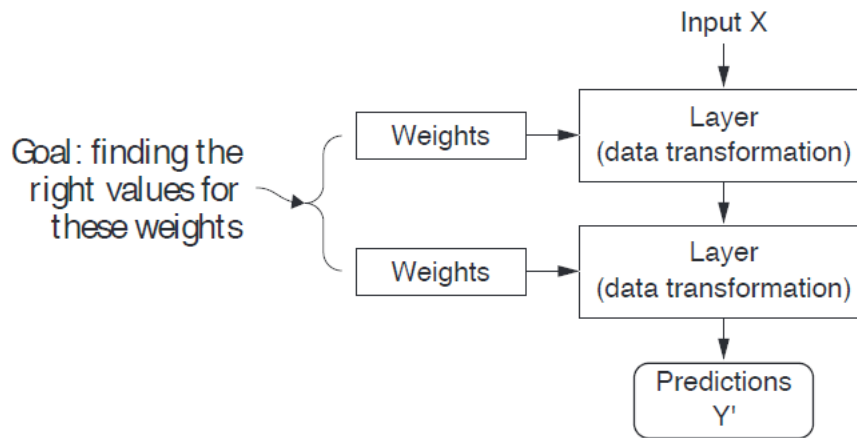 Input X
Layer
(data transformation)
Weights
Goal: finding the
right values for
these weights
Layer
(data transformation)
Weights
Predictions
Y'